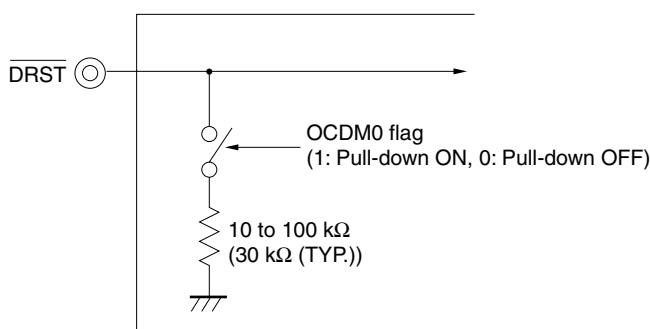 DRST
OCDM0 flag
(1: Pull-down ON, 0: Pull-down OFF)
10 to 100 kΩ
(30 kΩ (TYP.))